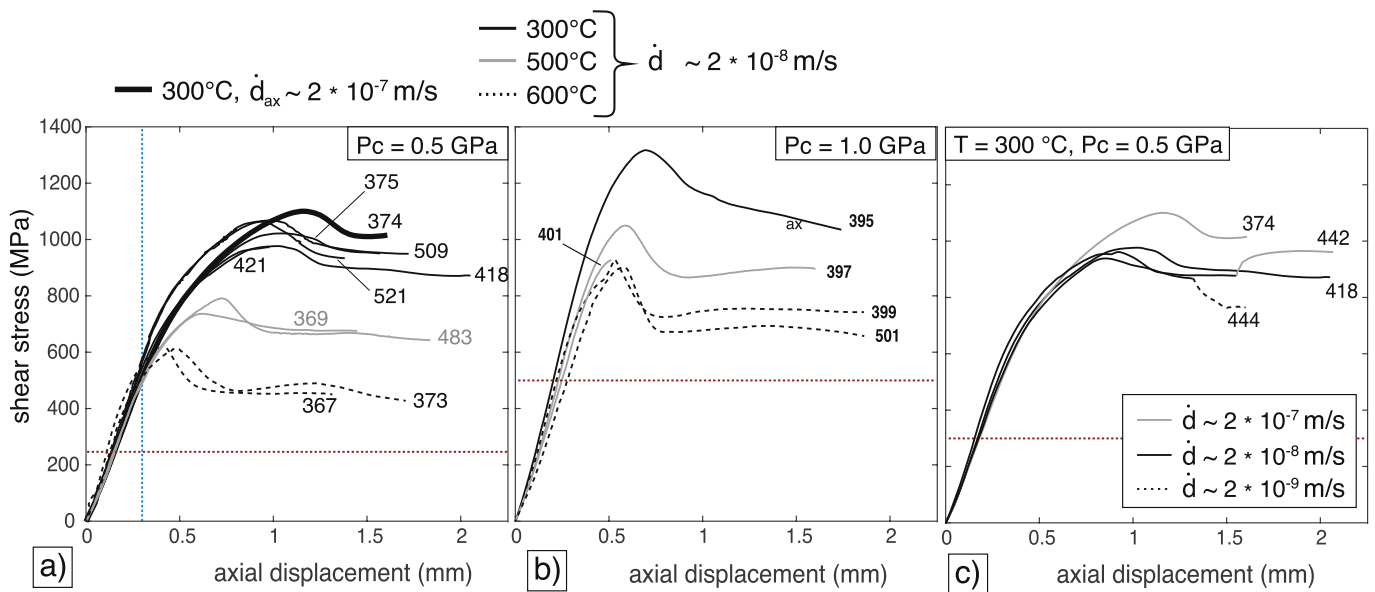 300°C
500°C
600°C
ḋ ~ 2 * 10⁻⁸ m/s
300°C, ḋax ~ 2 * 10⁻⁷ m/s
Pc = 0.5 GPa
Pc = 1.0 GPa
T = 300 °C, Pc = 0.5 GPa
shear stress (MPa)
1400
1200
1000
800
600
400
200
0
375
374
509
421
418
521
369
483
367
373
0 0.5 1 1.5 2
a)
axial displacement (mm)
395
ax
401
397
399
501
0 0.5 1 1.5 2
b)
axial displacement (mm)
374
442
418
444
ḋ ~ 2 * 10⁻⁷ m/s
ḋ ~ 2 * 10⁻⁸ m/s
ḋ ~ 2 * 10⁻⁹ m/s
0 0.5 1 1.5 2
c)
axial displacement (mm)